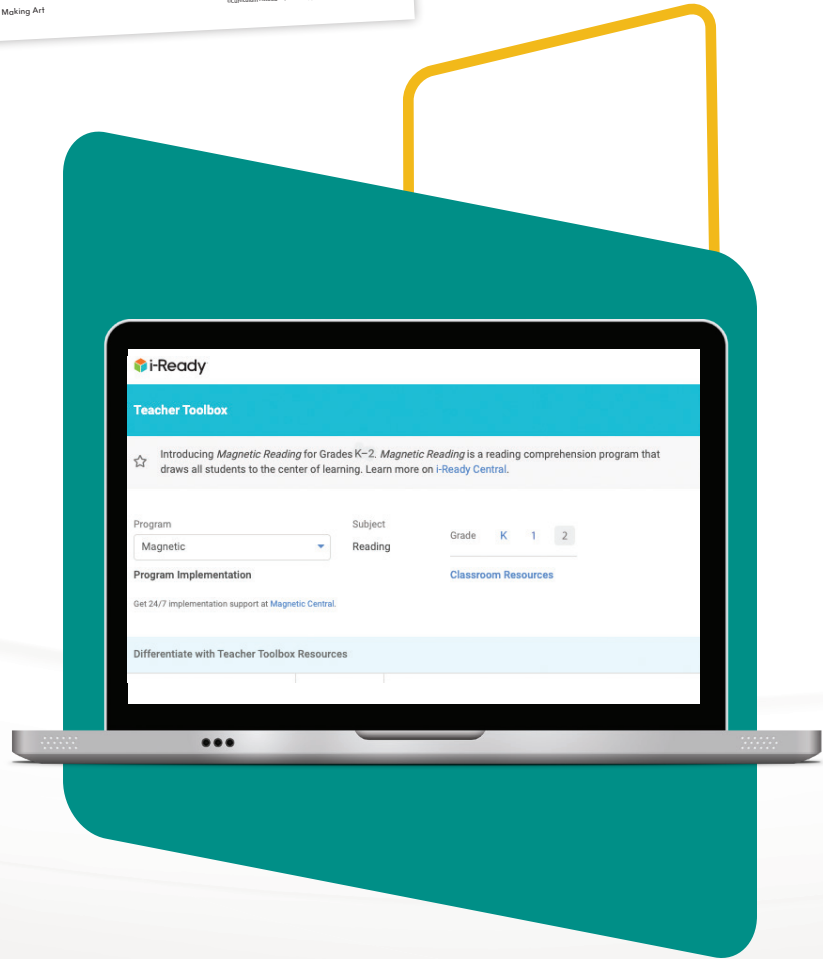 Making Art
i-Ready
Teacher Toolbox
Introducing Magnetic Reading for Grades K–2. Magnetic Reading is a reading comprehension program that
draws all students to the center of learning. Learn more on i-Ready Central.
Program
Subject
Grade K 1 2
Magnetic
Reading
Program Implementation
Classroom Resources
Get 24/7 implementation support at Magnetic Central.
Differentiate with Teacher Toolbox Resources